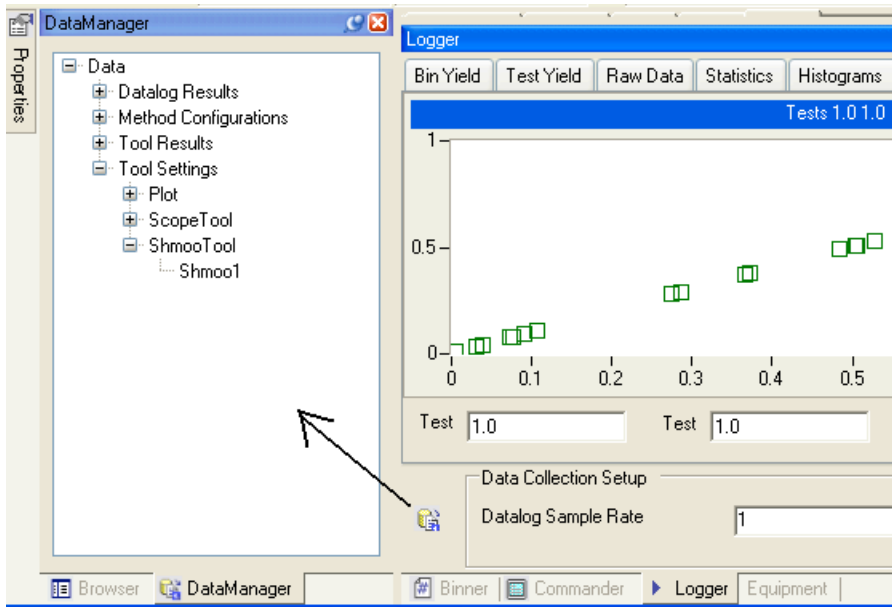 Properties
DataManager
Data
Datalog Results
Method Configurations
Tool Results
Tool Settings
Plot
ScopeTool
ShmooTool
Shmoo1
Browser
DataManager
Logger
Bin Yield
Test Yield
Raw Data
Statistics
Histograms
Tests 1.0 1.0
1
0.5
0
0 0.1 0.2 0.3 0.4 0.5
Test 1.0 Test 1.0
Data Collection Setup
Datalog Sample Rate 1
Binner
Commander
Logger
Equipment